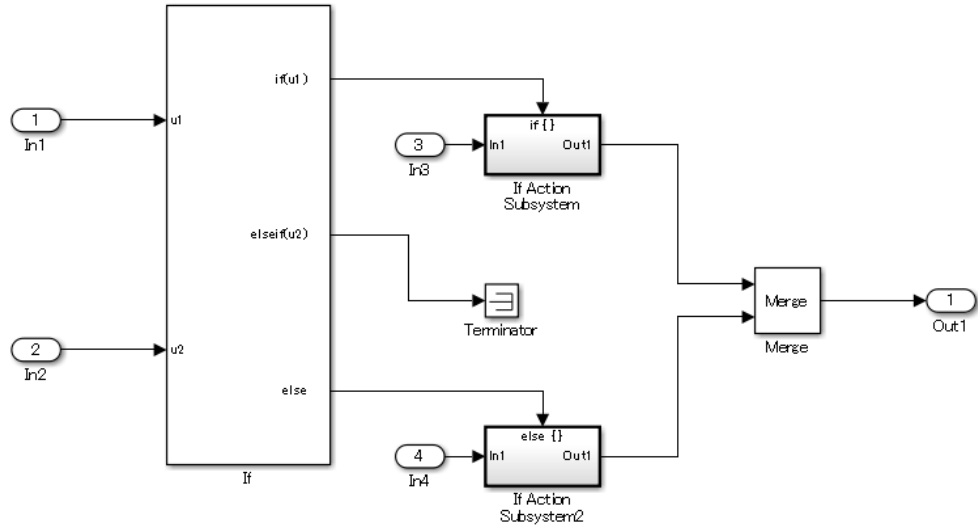 if(u1)
1
In1
u1
if { }
In1
Out1
3
In3
If Action
Subsystem
elseif(u2)
Terminator
Merge
Merge
1
Out1
2
In2
u2
else
else { }
In1
Out1
4
In4
If Action
Subsystem2
If